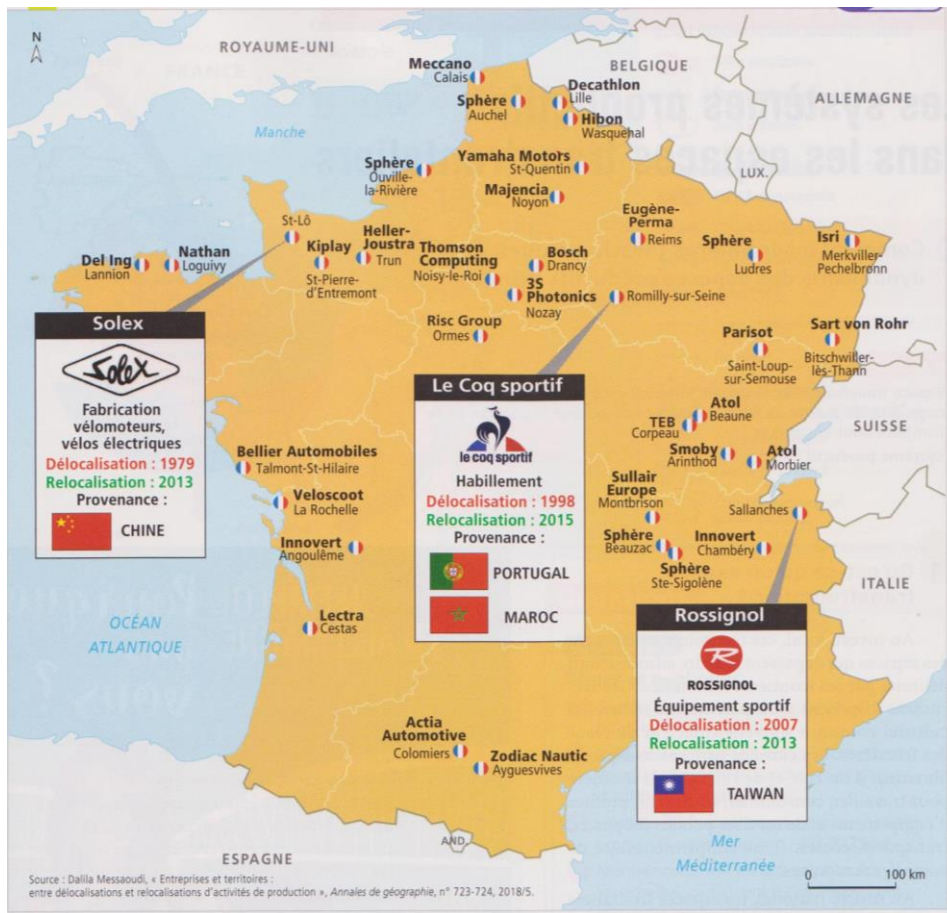 N
ROYAUME-UNI
BELGIQUE
ALLEMAGNE
LUX.
SUISSE
ITALIE
ESPAGNE
AND.
Manche
OCÉAN
ATLANTIQUE
Mer
Méditerranée
Meccano
Calais
Decathlon
Lille
Sphère
Auchel
Hibon
Wasquehal
Yamaha Motors
St-Quentin
Sphère
Ouville-
la-Rivière
Majencia
Noyon
Eugène-
Perma
Reims
Sphère
Ludres
Isri
Merkviller-
Pechelbronn
St-Lô
Kiplay
St-Pierre-
d'Entremont
Heller-
Joustra
Trun
Thomson
Computing
Noisy-le-Roi
Bosch
Drancy
3S
Photonics
Nozay
Del Ing
Lannion
Nathan
Loguivy
Romilly-sur-Seine
Risc Group
Ormes
Parisot
Saint-Loup-
sur-Semouse
Sart von Rohr
Bitschwiller-
lès-Thann
Solex
SoleX
Fabrication
vélomoteurs,
vélos électriques
Délocalisation : 1979
Relocalisation : 2013
Provenance :
CHINE
Le Coq sportif
le coq sportif
Habillement
Délocalisation : 1998
Relocalisation : 2015
Provenance :
PORTUGAL
MAROC
Atol
Beaune
TEB
Corpeau
Smoby
Arinthod
Atol
Morbier
Bellier Automobiles
Talmont-St-Hilaire
Sullair
Europe
Montbrison
Sallanches
Veloscoot
La Rochelle
Innovert
Angoulême
Sphère
Beauzac
Innovert
Chambéry
Sphère
Ste-Sigolène
Lectra
Cestas
Rossignol
R
ROSSIGNOL
Équipement sportif
Délocalisation : 2007
Relocalisation : 2013
Provenance :
TAIWAN
Actia
Automotive
Colomiers
Zodiac Nautic
Ayguesvives
100 km
Source : Dalila Messaoudi, « Entreprises et territoires :
entre délocalisations et relocalisations d'activités de production », Annales de géographie, n° 723-724, 2018/5.